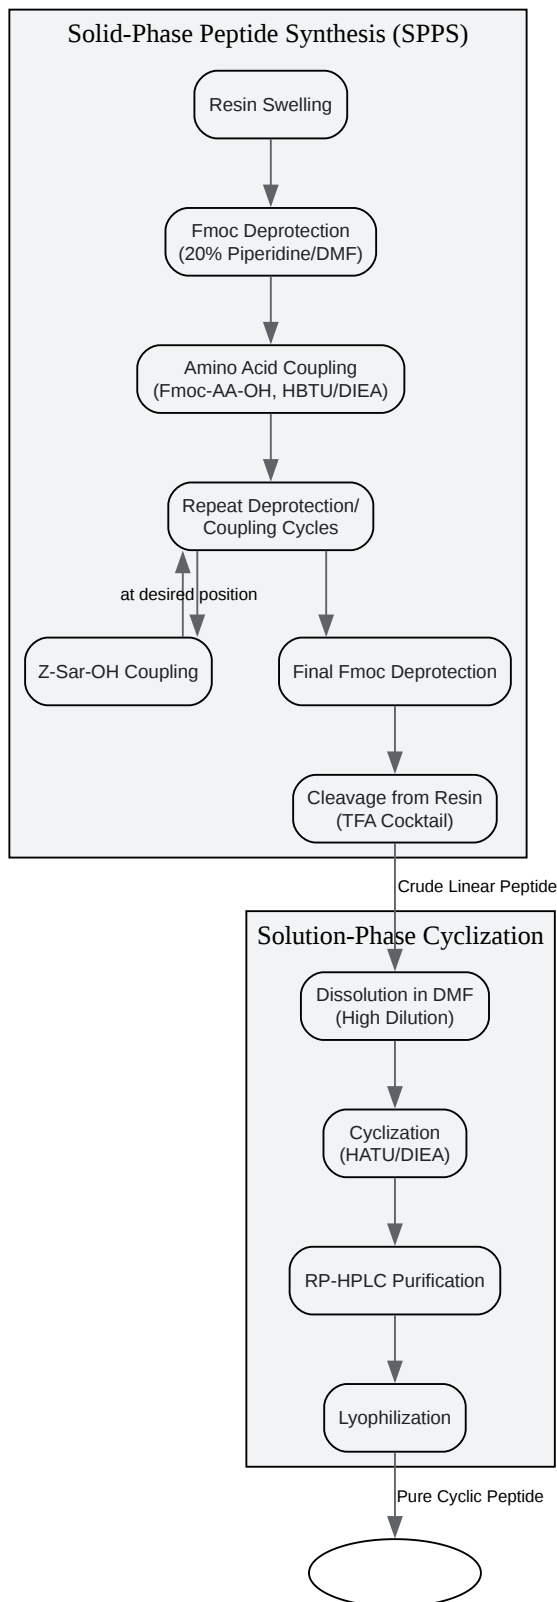 Solid-Phase Peptide Synthesis (SPPS)
Resin Swelling
Fmoc Deprotection
(20% Piperidine/DMF)
Amino Acid Coupling
(Fmoc-AA-OH, HBTU/DIEA)
Repeat Deprotection/
Coupling Cycles
at desired position
Z-Sar-OH Coupling
Final Fmoc Deprotection
Cleavage from Resin
(TFA Cocktail)
Crude Linear Peptide
Solution-Phase Cyclization
Dissolution in DMF
(High Dilution)
Cyclization
(HATU/DIEA)
RP-HPLC Purification
Lyophilization
Pure Cyclic Peptide